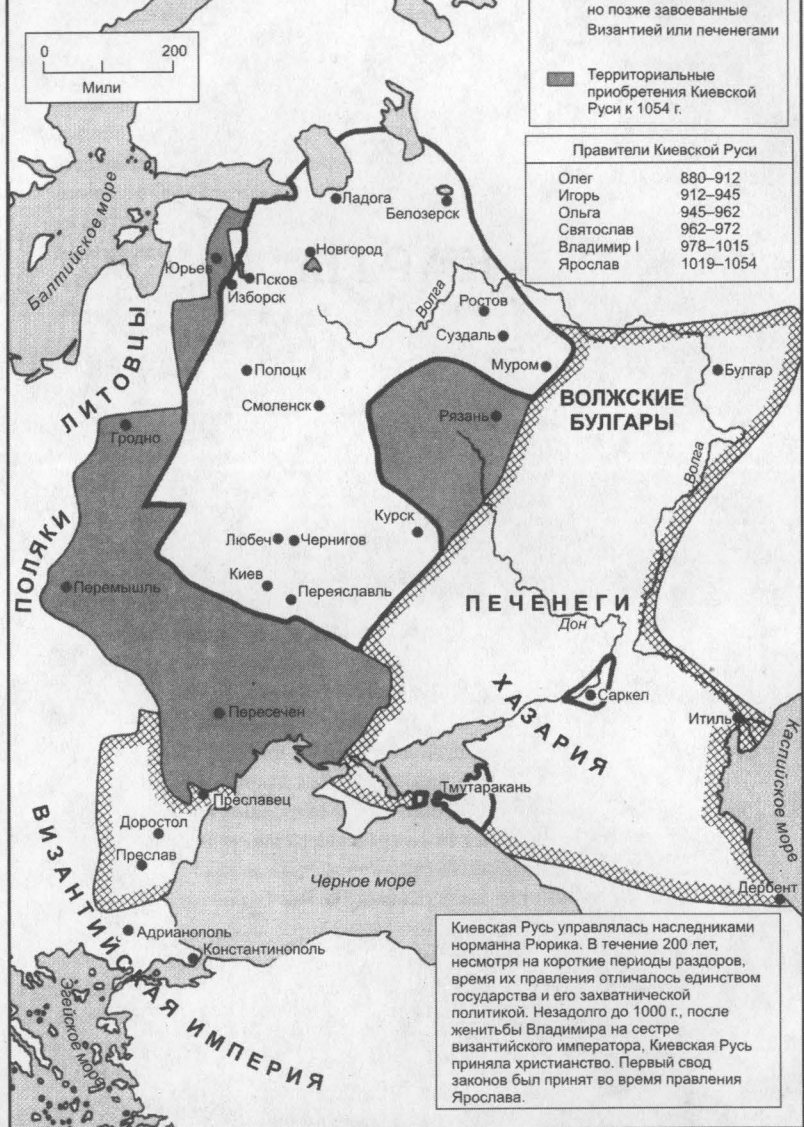 но позже завоеванные
Византией или печенегами
Территориальные
приобретения Киевской
Руси к 1054 г.
0 200
Мили
Правители Киевской Руси
Олег 880–912
Игорь 912–945
Ольга 945–962
Святослав 962–972
Владимир I 978–1015
Ярослав 1019–1054
Балтийское море
Ладога
Белозерск
Новгород
Юрьев
Псков
Изборск
Волга
Ростов
Суздаль
Муром
ЛИТОВЦЫ
Полоцк
Смоленск
Рязань
ВОЛЖСКИЕ
БУЛГАРЫ
Булгар
Волга
Гродно
ПОЛЯКИ
Курск
Любеч
Чернигов
Киев
Переяславль
Перемышль
ПЕЧЕНЕГИ
Дон
ХАЗАРИЯ
Саркел
Итиль
Каспийское море
Пересечен
Тмутаракань
Преславец
Доростол
Преслав
Черное море
Дербент
ВИЗАНТИЙСКАЯ ИМПЕРИЯ
Адрианополь
Константинополь
Эгейское море
Киевская Русь управлялась наследниками
норманна Рюрика. В течение 200 лет,
несмотря на короткие периоды раздоров,
время их правления отличалось единством
государства и его захватнической
политикой. Незадолго до 1000 г., после
женитьбы Владимира на сестре
византийского императора, Киевская Русь
приняла христианство. Первый свод
законов был принят во время правления
Ярослава.